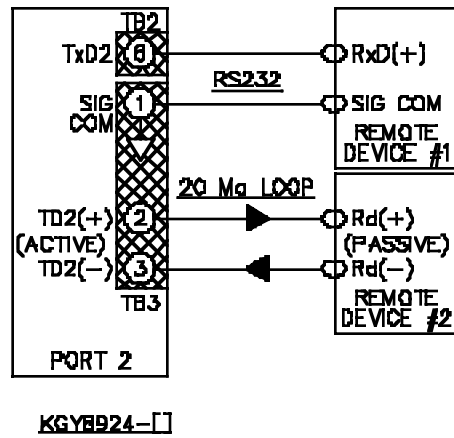 TB2
TxD2 6 RxD(+)
RS232
SIG COM 1 SIG COM
REMOTE DEVICE #1
20 Ma LOOP
TD2(+) 2 Rd(+)
(ACTIVE) (PASSIVE)
TD2(-) 3 Rd(-)
TB3
REMOTE DEVICE #2
PORT 2
KGY8924-[]